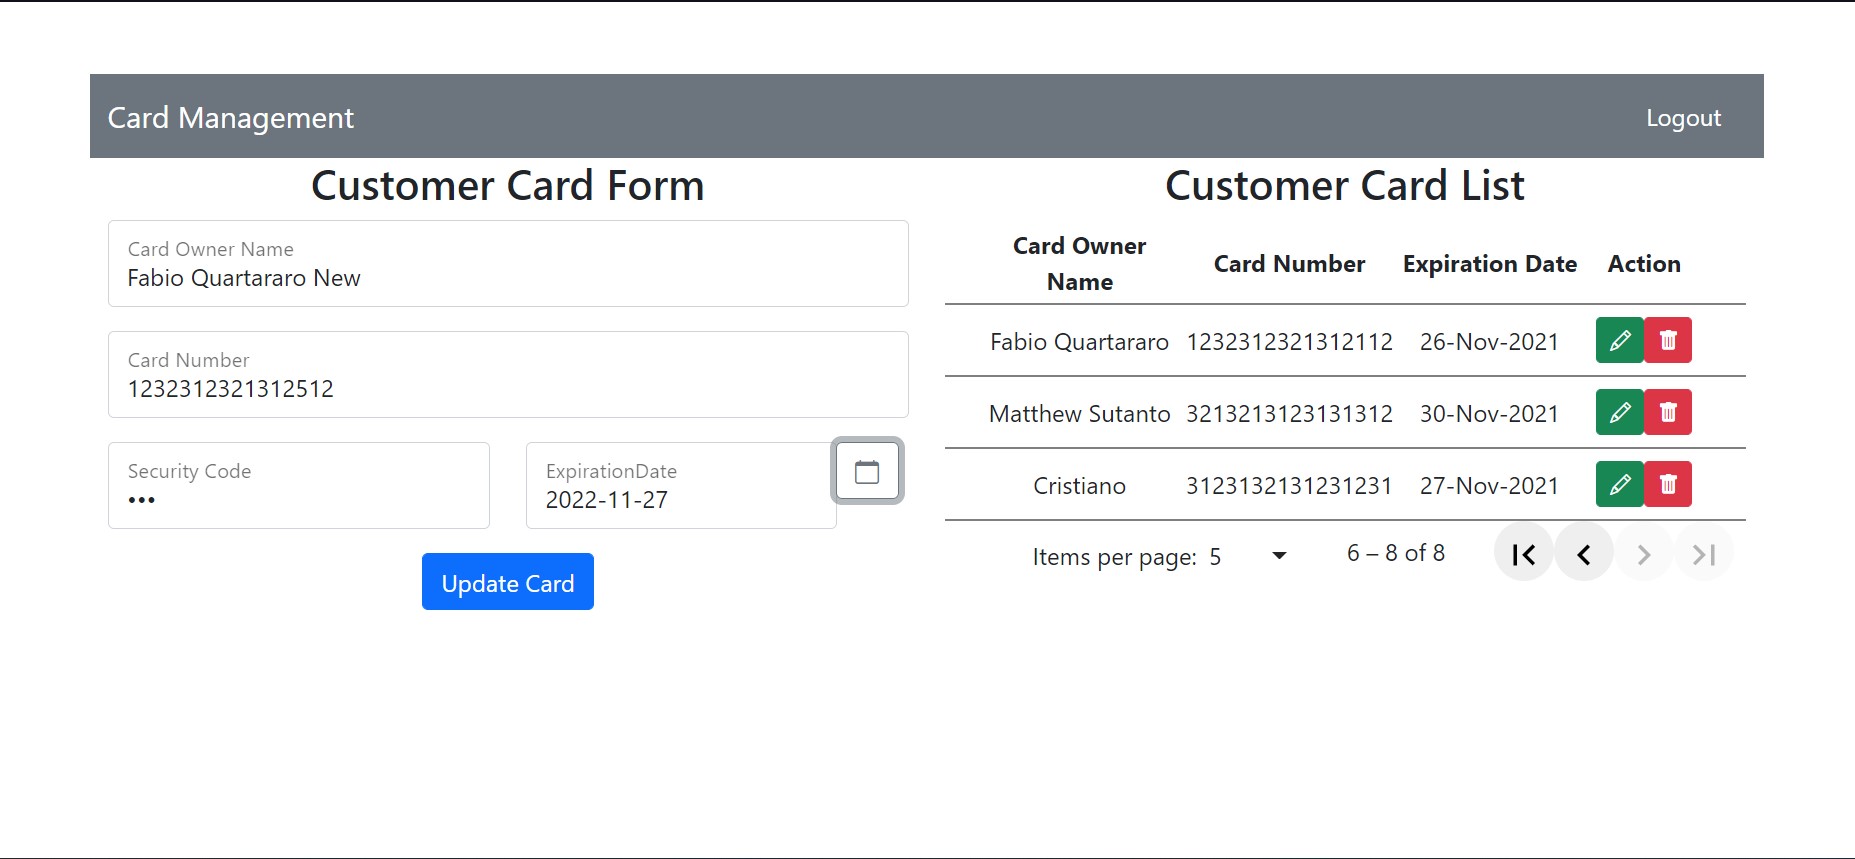 Card Management
Logout
Customer Card Form
Card Owner Name
Fabio Quartararo New
Card Number
1232312321312512
Security Code
•••
ExpirationDate
2022-11-27
Update Card
Customer Card List
Card Owner
Name
Card Number
Expiration Date
Action
Fabio Quartararo 1232312321312112 26-Nov-2021
Matthew Sutanto 3213213123131312 30-Nov-2021
Cristiano 3123132131231231 27-Nov-2021
Items per page: 5
6 – 8 of 8